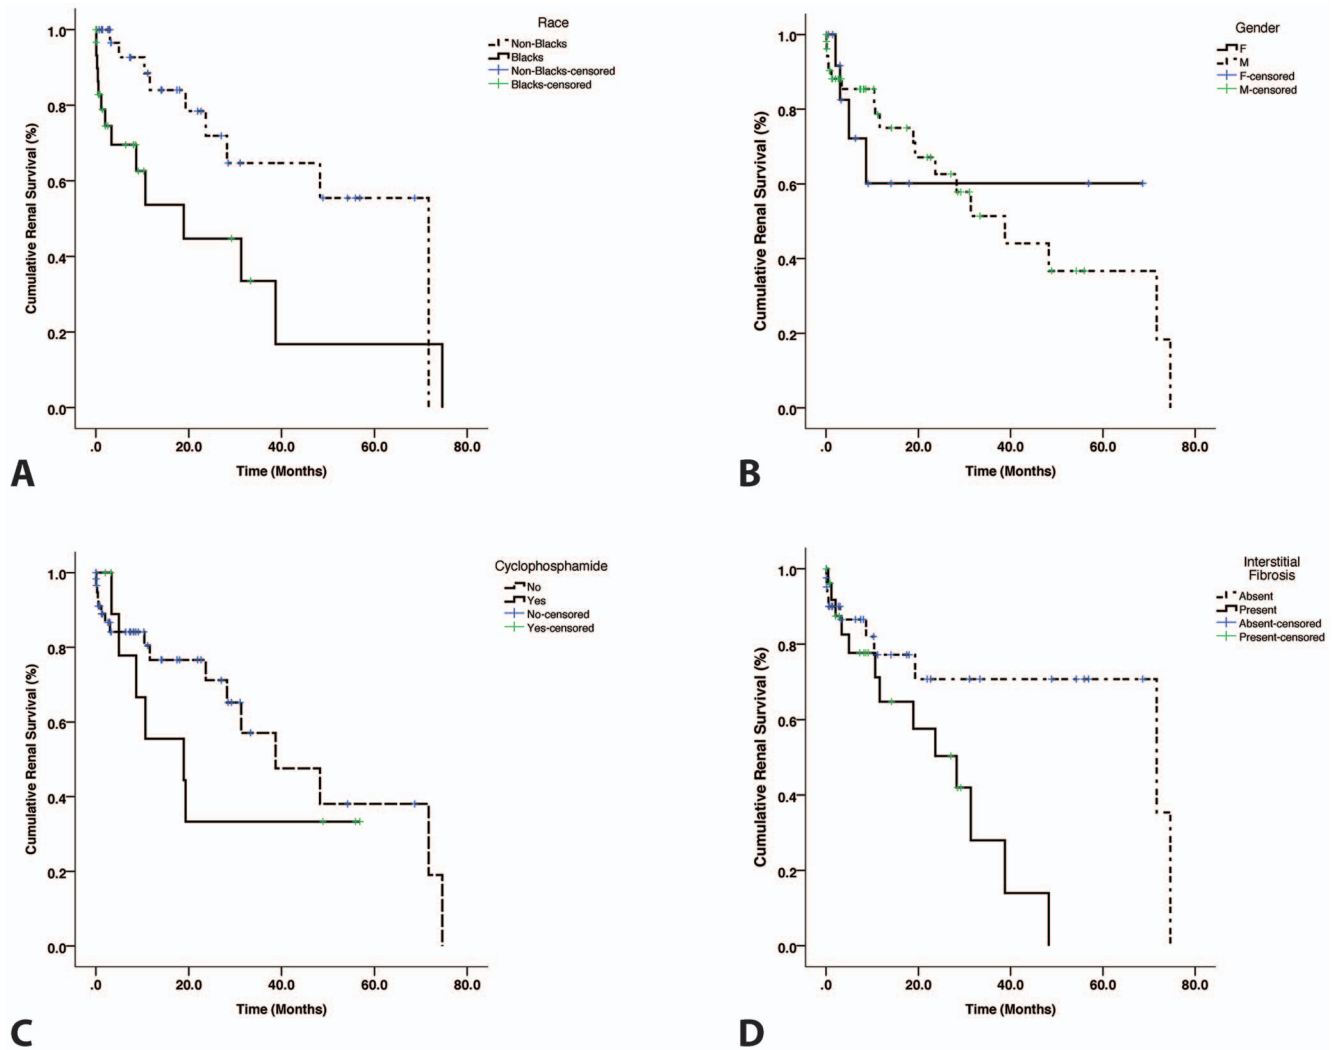 Race
Non-Blacks
Blacks
Non-Blacks-censored
Blacks-censored
Cumulative Renal Survival (%)
1.0
0.8
0.6
0.4
0.2
0.0
.0 20.0 40.0 60.0 80.0
Time (Months)
A
Gender
F
M
F-censored
M-censored
Cumulative Renal Survival (%)
1.0
0.8
0.6
0.4
0.2
0.0
.0 20.0 40.0 60.0 80.0
Time (Months)
B
Cyclophosphamide
No
Yes
No-censored
Yes-censored
Cumulative Renal Survival (%)
1.0
0.8
0.6
0.4
0.2
0.0
.0 20.0 40.0 60.0 80.0
Time (Months)
C
Interstitial
Fibrosis
Absent
Present
Absent-censored
Present-censored
Cumulative Renal Survival (%)
1.0
0.8
0.6
0.4
0.2
0.0
.0 20.0 40.0 60.0 80.0
Time (Months)
D